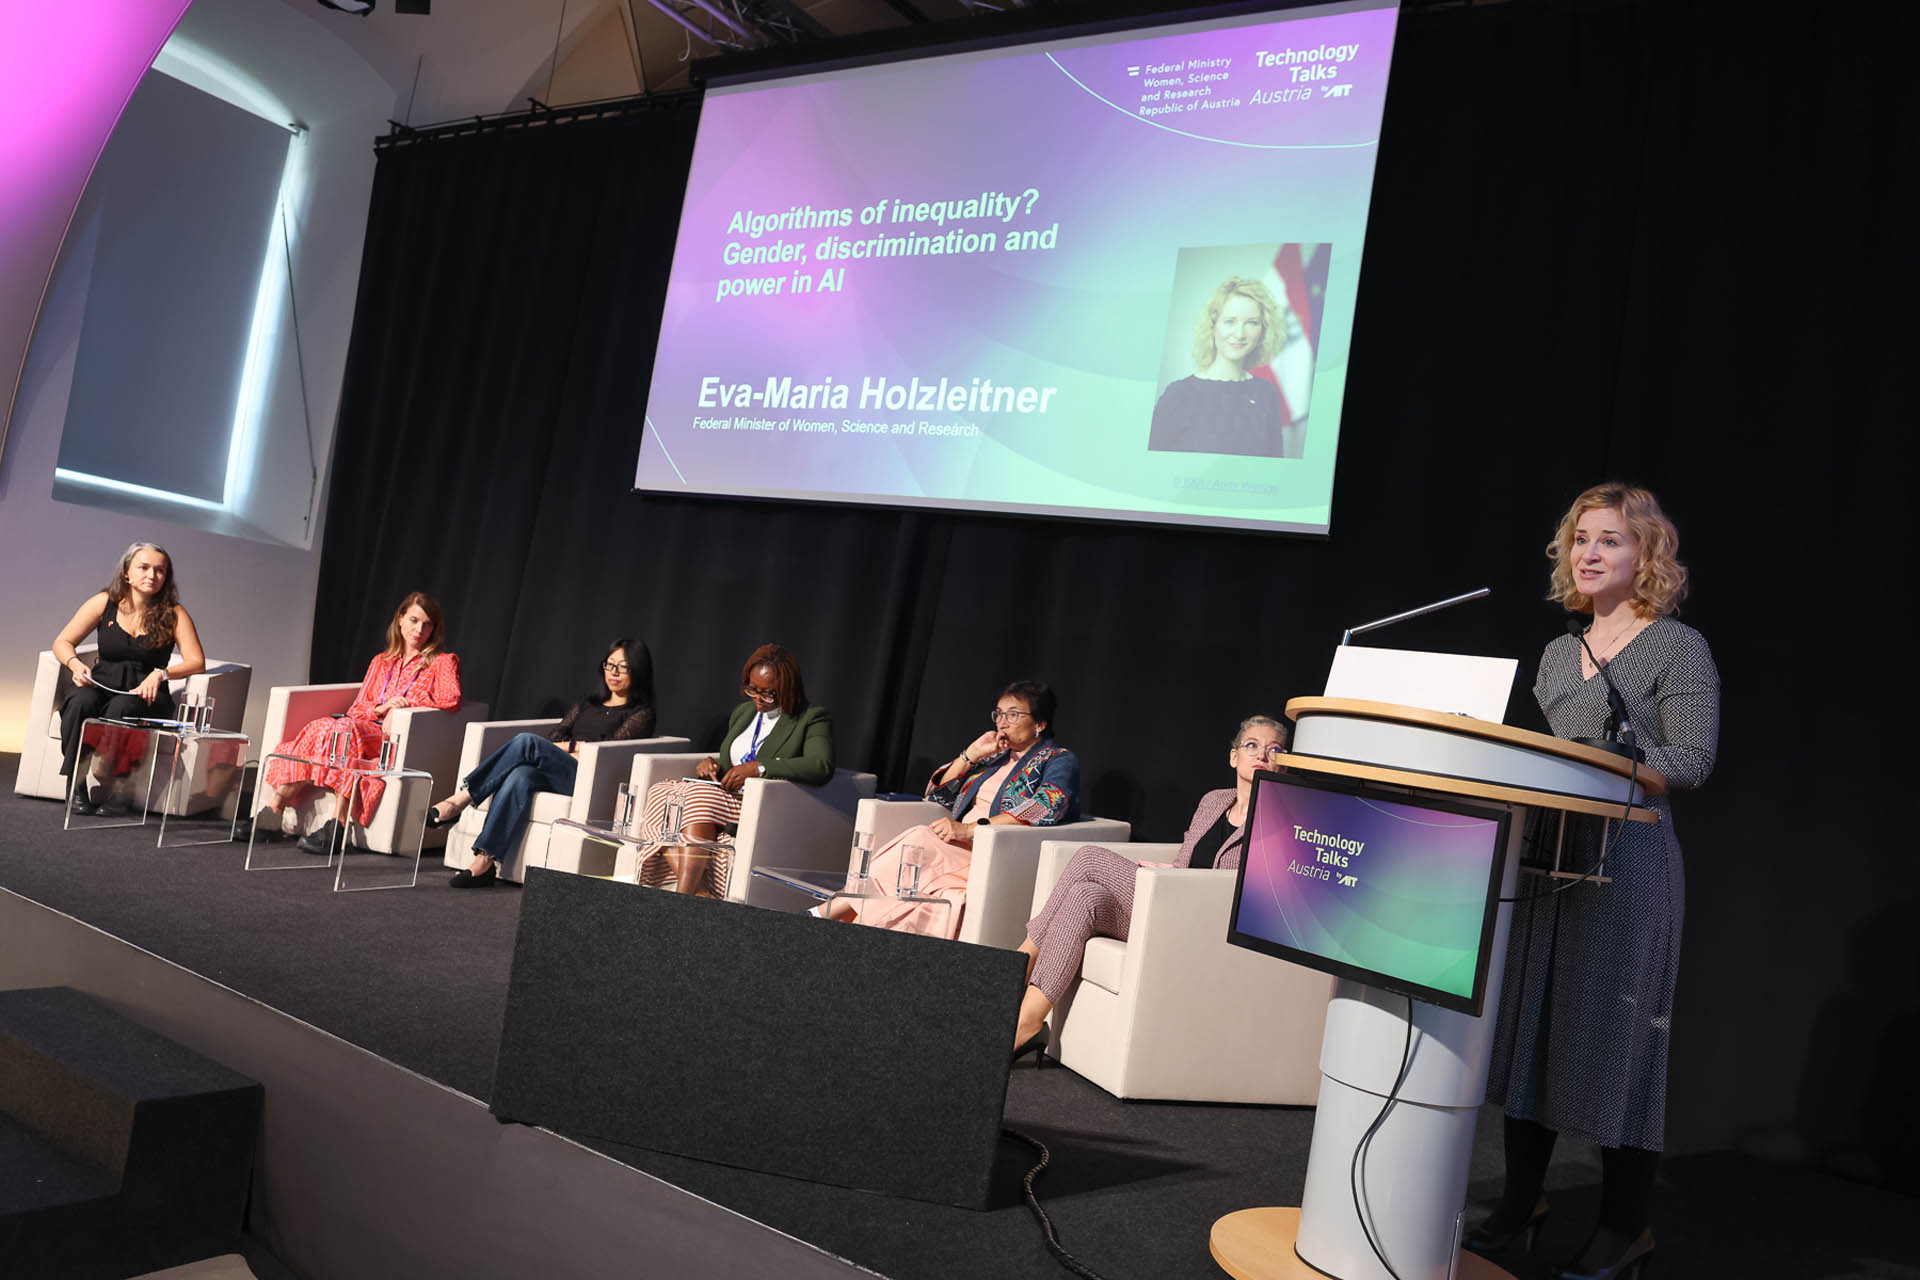 Federal Ministry
Women, Science
and Research
Republic of Austria
Technology
Talks
Austria by AIT
Algorithms of inequality?
Gender, discrimination and
power in AI
Eva-Maria Holzleitner
Federal Minister of Women, Science and Research
Technology
Talks
Austria by AIT